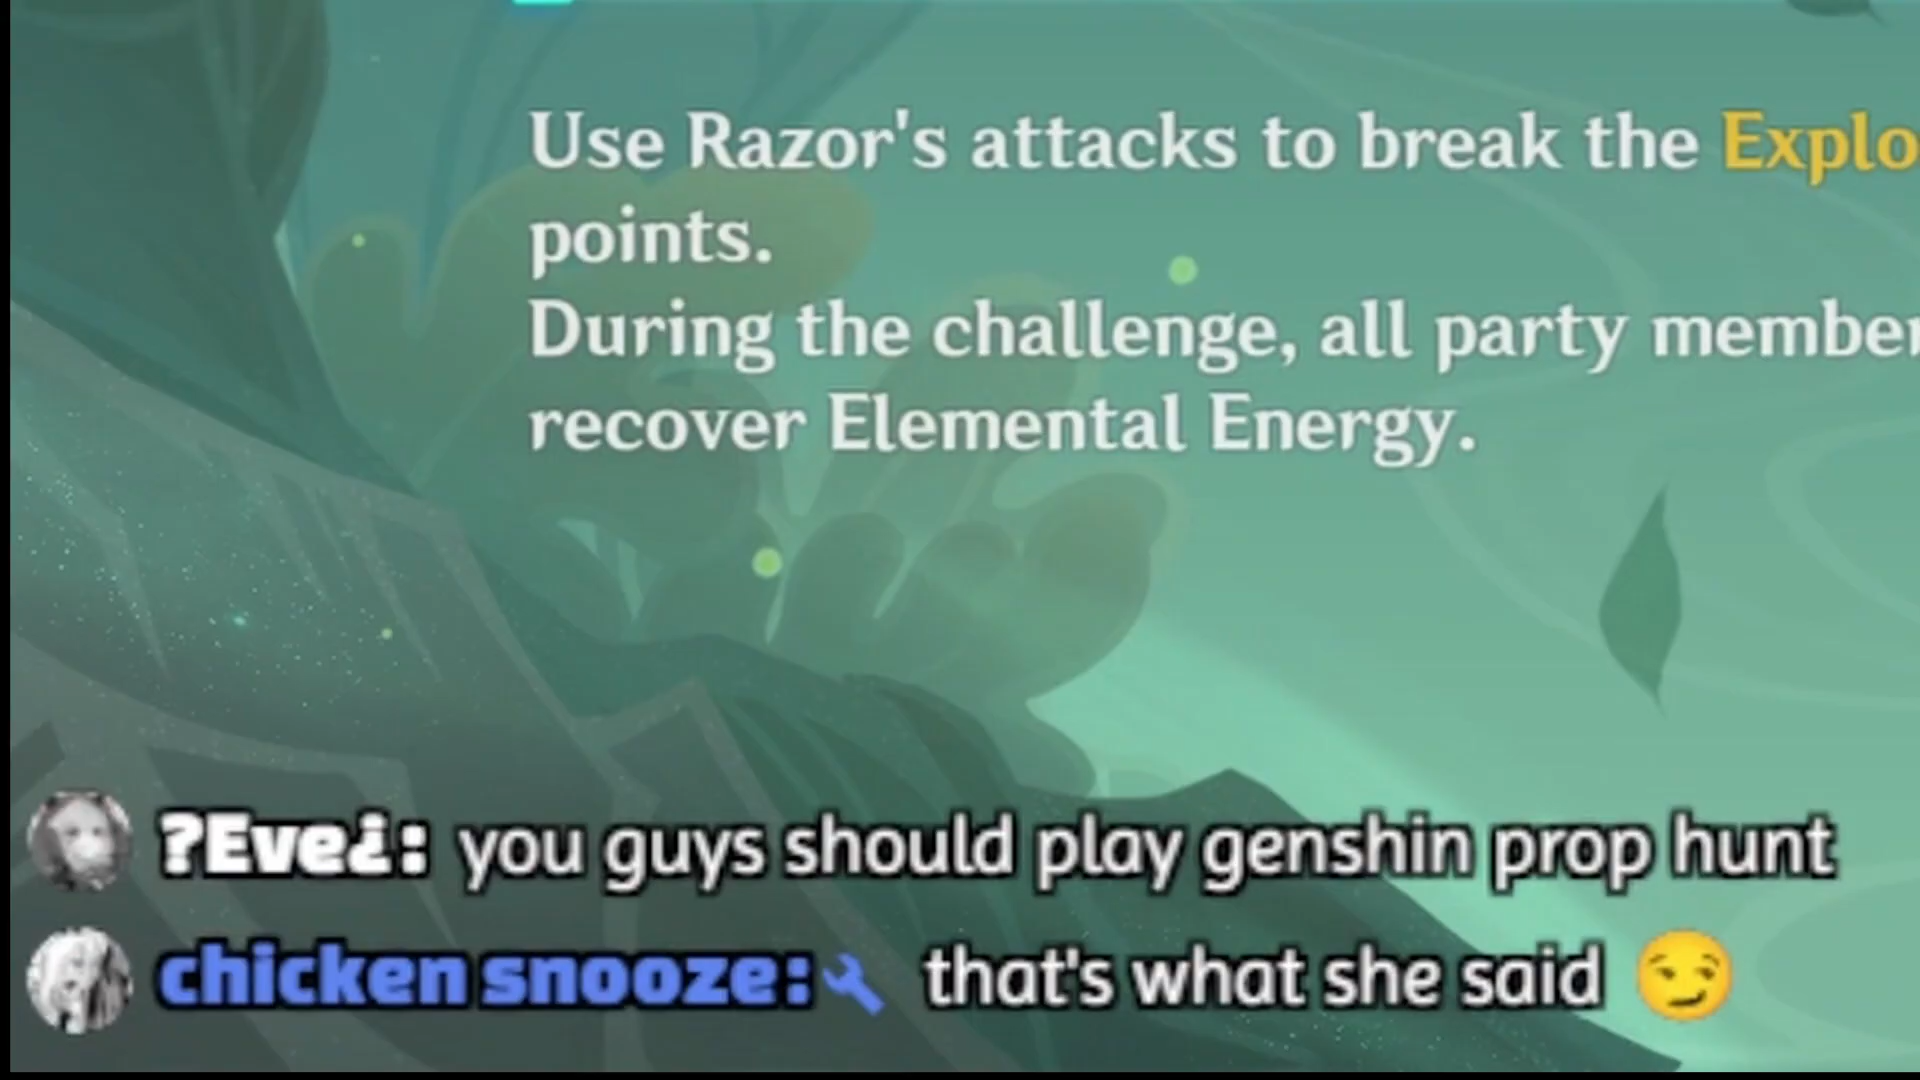 Use Razor's attacks to break the Explo
points.
During the challenge, all party member
recover Elemental Energy.
?Eve¿: you guys should play genshin prop hunt
chicken snooze: that's what she said 😏